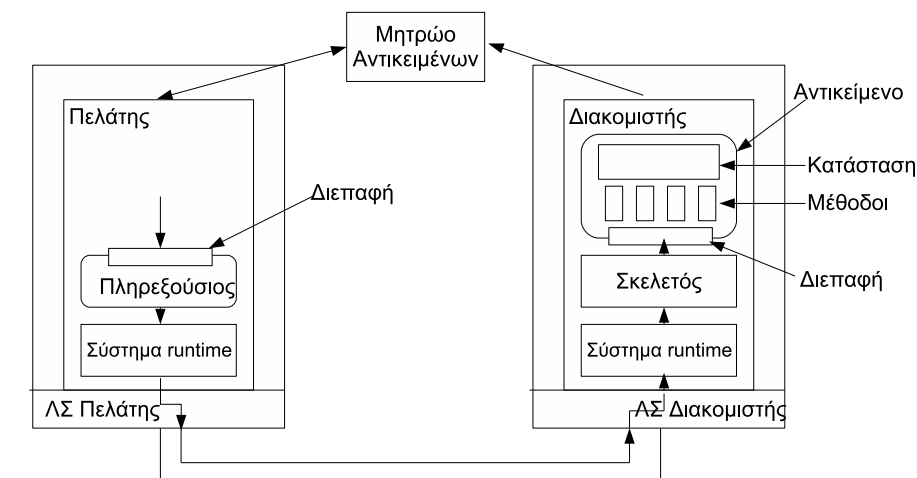 Μητρώο
Αντικειμένων
Πελάτης
Διεπαφή
Πληρεξούσιος
Σύστημα runtime
ΛΣ Πελάτης
Διακομιστής
Αντικείμενο
Κατάσταση
Μέθοδοι
Διεπαφή
Σκελετός
Σύστημα runtime
ΛΣ Διακομιστής